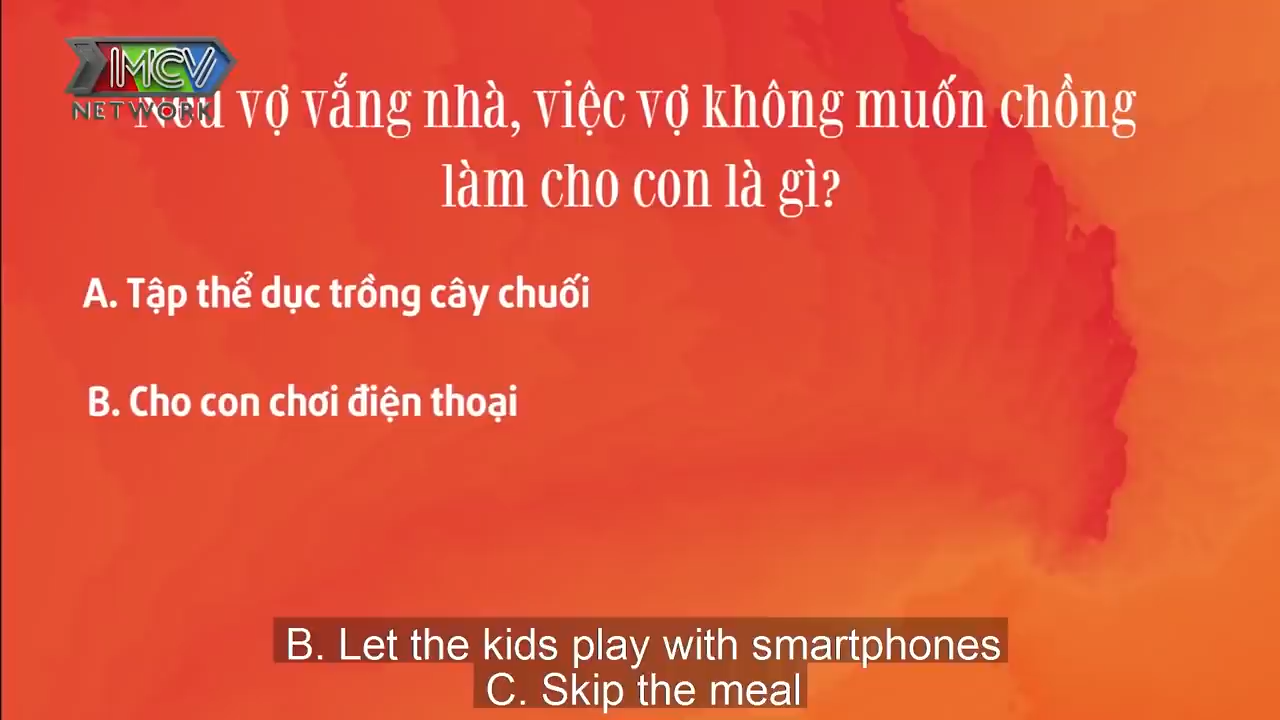 MCV
NETWORK
Nếu vợ vắng nhà, việc vợ không muốn chồng
làm cho con là gì?
A. Tập thể dục trồng cây chuối
B. Cho con chơi điện thoại
B. Let the kids play with smartphones
C. Skip the meal